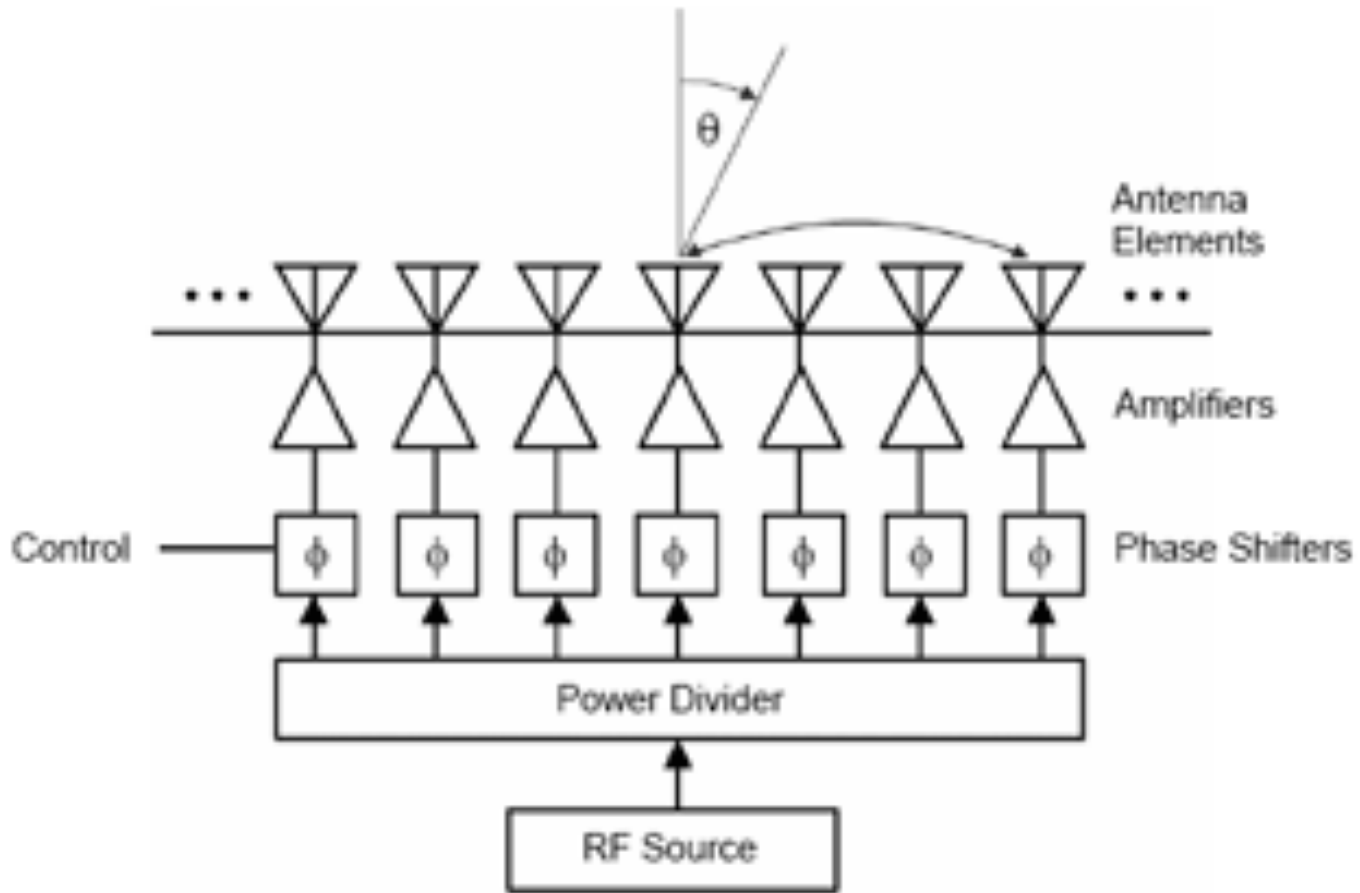 θ
Antenna
Elements
Amplifiers
Control
ϕ ϕ ϕ ϕ ϕ ϕ ϕ
Phase Shifters
Power Divider
RF Source